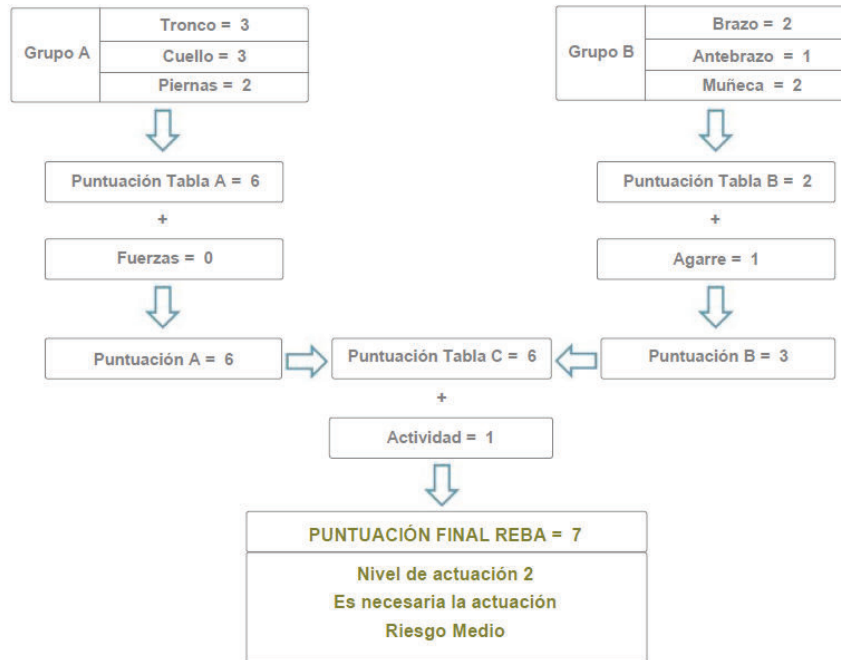 Grupo A
Tronco = 3
Cuello = 3
Piernas = 2
Grupo B
Brazo = 2
Antebrazo = 1
Muñeca = 2
Puntuación Tabla A = 6
Puntuación Tabla B = 2
+
+
Fuerzas = 0
Agarre = 1
Puntuación A = 6
Puntuación Tabla C = 6
Puntuación B = 3
+
Actividad = 1
PUNTUACIÓN FINAL REBA = 7
Nivel de actuación 2
Es necesaria la actuación
Riesgo Medio